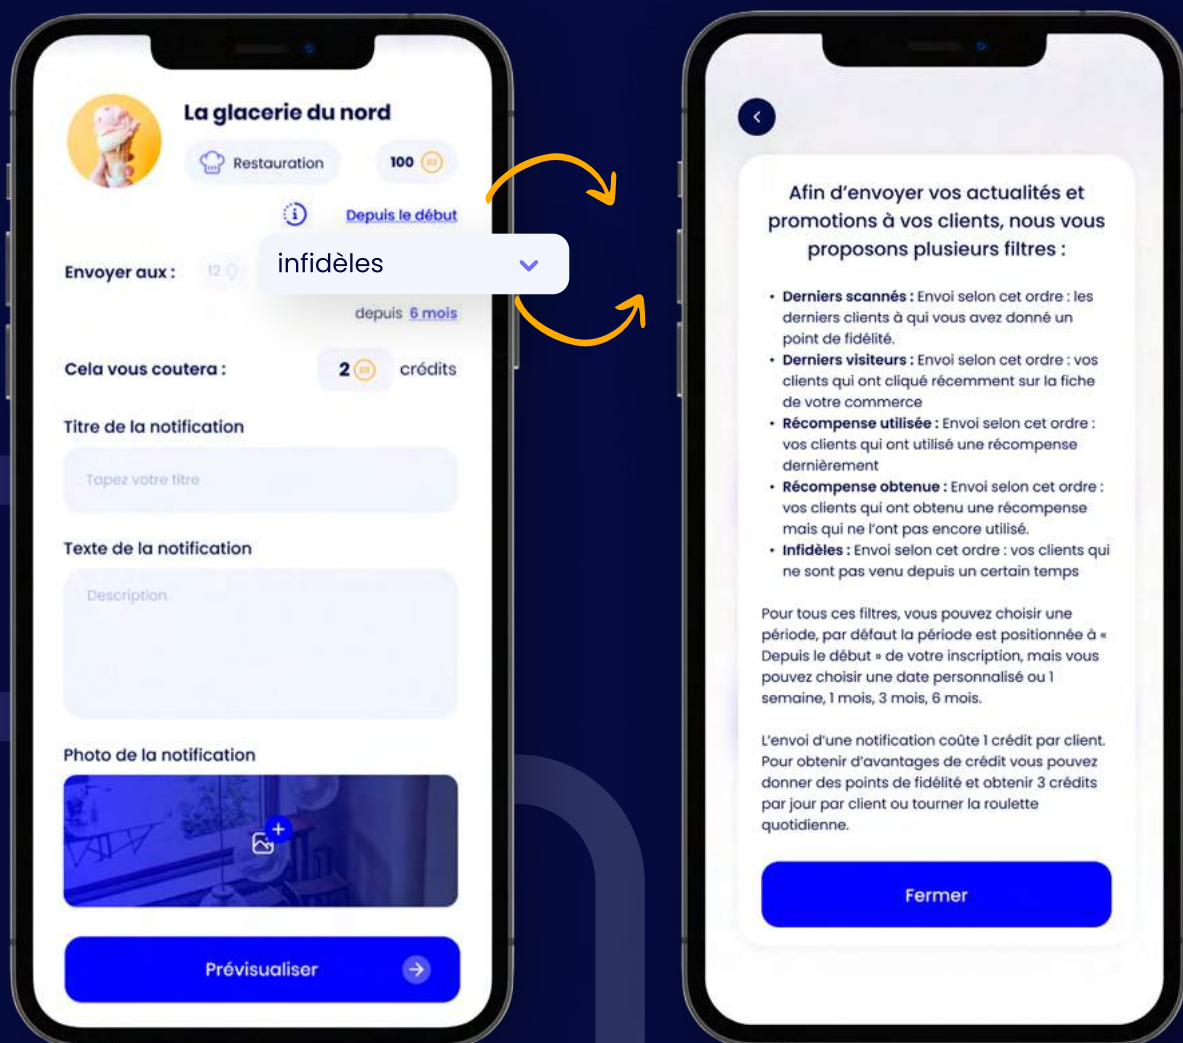 La glacerie du nord
Restauration
100
Depuis le début
Envoyer aux :
12
infidèles
depuis 6 mois
Cela vous coutera :
2
crédits
Titre de la notification
Tapez votre titre
Texte de la notification
Description
Photo de la notification
Prévisualiser
Afin d'envoyer vos actualités et
promotions à vos clients, nous vous
proposons plusieurs filtres :
• Derniers scannés : Envoi selon cet ordre : les
derniers clients à qui vous avez donné un
point de fidélité.
• Derniers visiteurs : Envoi selon cet ordre : vos
clients qui ont cliqué récemment sur la fiche
de votre commerce
• Récompense utilisée : Envoi selon cet ordre :
vos clients qui ont utilisé une récompense
dernièrement
• Récompense obtenue : Envoi selon cet ordre :
vos clients qui ont obtenu une récompense
mais qui ne l'ont pas encore utilisé.
• Infidèles : Envoi selon cet ordre : vos clients qui
ne sont pas venu depuis un certain temps
Pour tous ces filtres, vous pouvez choisir une
période, par défaut la période est positionnée à «
Depuis le début » de votre inscription, mais vous
pouvez choisir une date personnalisé ou 1
semaine, 1 mois, 3 mois, 6 mois.
L'envoi d'une notification coûte 1 crédit par client.
Pour obtenir d'avantages de crédit vous pouvez
donner des points de fidélité et obtenir 3 crédits
par jour par client ou tourner la roulette
quotidienne.
Fermer